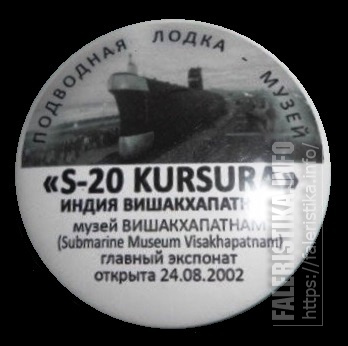 ПОДВОДНАЯ ЛОДКА - МУЗЕЙ
«S-20 KURSURA»
ИНДИЯ ВИШАКХАПАТНАМ
музей ВИШАКХАПАТНАМ
(Submarine Museum Visakhapatnam),
главный экспонат
открыта 24.08.2002
FALERISTIKA.INFO
https://faleristika.info/